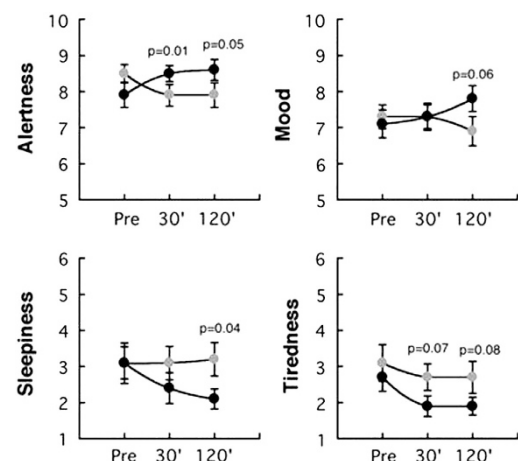 Alertness
10
9
8
7
6
5
p=0.01
p=0.05
Pre 30' 120'
Mood
10
9
8
7
6
5
p=0.06
Pre 30' 120'
Sleepiness
6
5
4
3
2
1
p=0.04
Pre 30' 120'
Tiredness
6
5
4
3
2
1
p=0.07
p=0.08
Pre 30' 120'